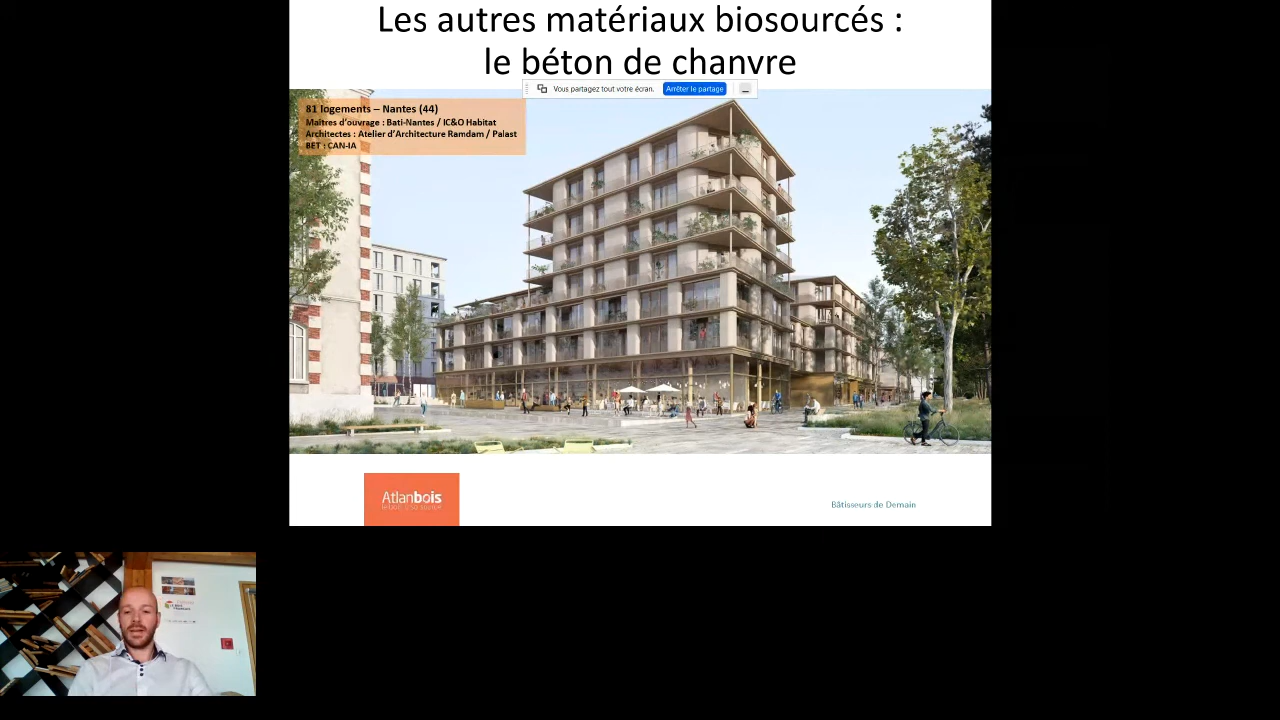 Les autres matériaux biosourcés :
le béton de chanvre
Vous partagez tout votre écran.
Arrêter le partage
81 logements – Nantes (44)
Maîtres d'ouvrage : Bati-Nantes / IC&O Habitat
Architectes : Atelier d'Architecture Ramdam / Palast
BET : CAN-IA
Atlanbois
Bâtisseurs de Demain